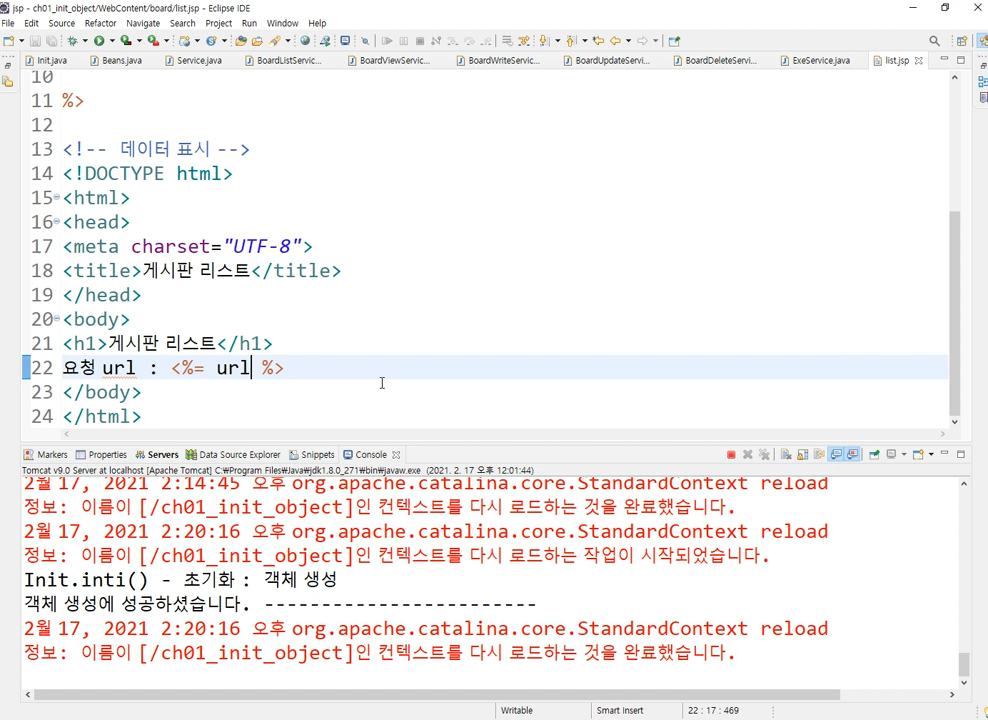 jsp - ch01_init_object/WebContent/board/list.jsp - Eclipse IDE
File Edit Source Refactor Navigate Search Project Run Window Help
Init.java Beans.java Service.java BoardListServic... BoardViewServic... BoardWriteServic... BoardUpdateServi... BoardDeleteServi... ExeService.java list.jsp
10
11 %>
12
13 <!-- 데이터 표시 -->
14 <!DOCTYPE html>
15 <html>
16 <head>
17 <meta charset="UTF-8">
18 <title>게시판 리스트</title>
19 </head>
20 <body>
21 <h1>게시판 리스트</h1>
22 요청 url : <%= url %>
23 </body>
24 </html>
Markers Properties Servers Data Source Explorer Snippets Console
Tomcat v9.0 Server at localhost [Apache Tomcat] C:₩Program Files₩Java₩jdk1.8.0_271₩bin₩javaw.exe (2021. 2. 17 오후 12:01:44)
2월 17, 2021 2:14:45 오후 org.apache.catalina.core.StandardContext reload
정보: 이름이 [/ch01_init_object]인 컨텍스트를 다시 로드하는 것을 완료했습니다.
2월 17, 2021 2:20:16 오후 org.apache.catalina.core.StandardContext reload
정보: 이름이 [/ch01_init_object]인 컨텍스트를 다시 로드하는 작업이 시작되었습니다.
Init.inti() - 초기화 : 객체 생성
객체 생성에 성공하셨습니다. -------------------------
2월 17, 2021 2:20:16 오후 org.apache.catalina.core.StandardContext reload
정보: 이름이 [/ch01_init_object]인 컨텍스트를 다시 로드하는 것을 완료했습니다.
Writable Smart Insert 22 : 17 : 469